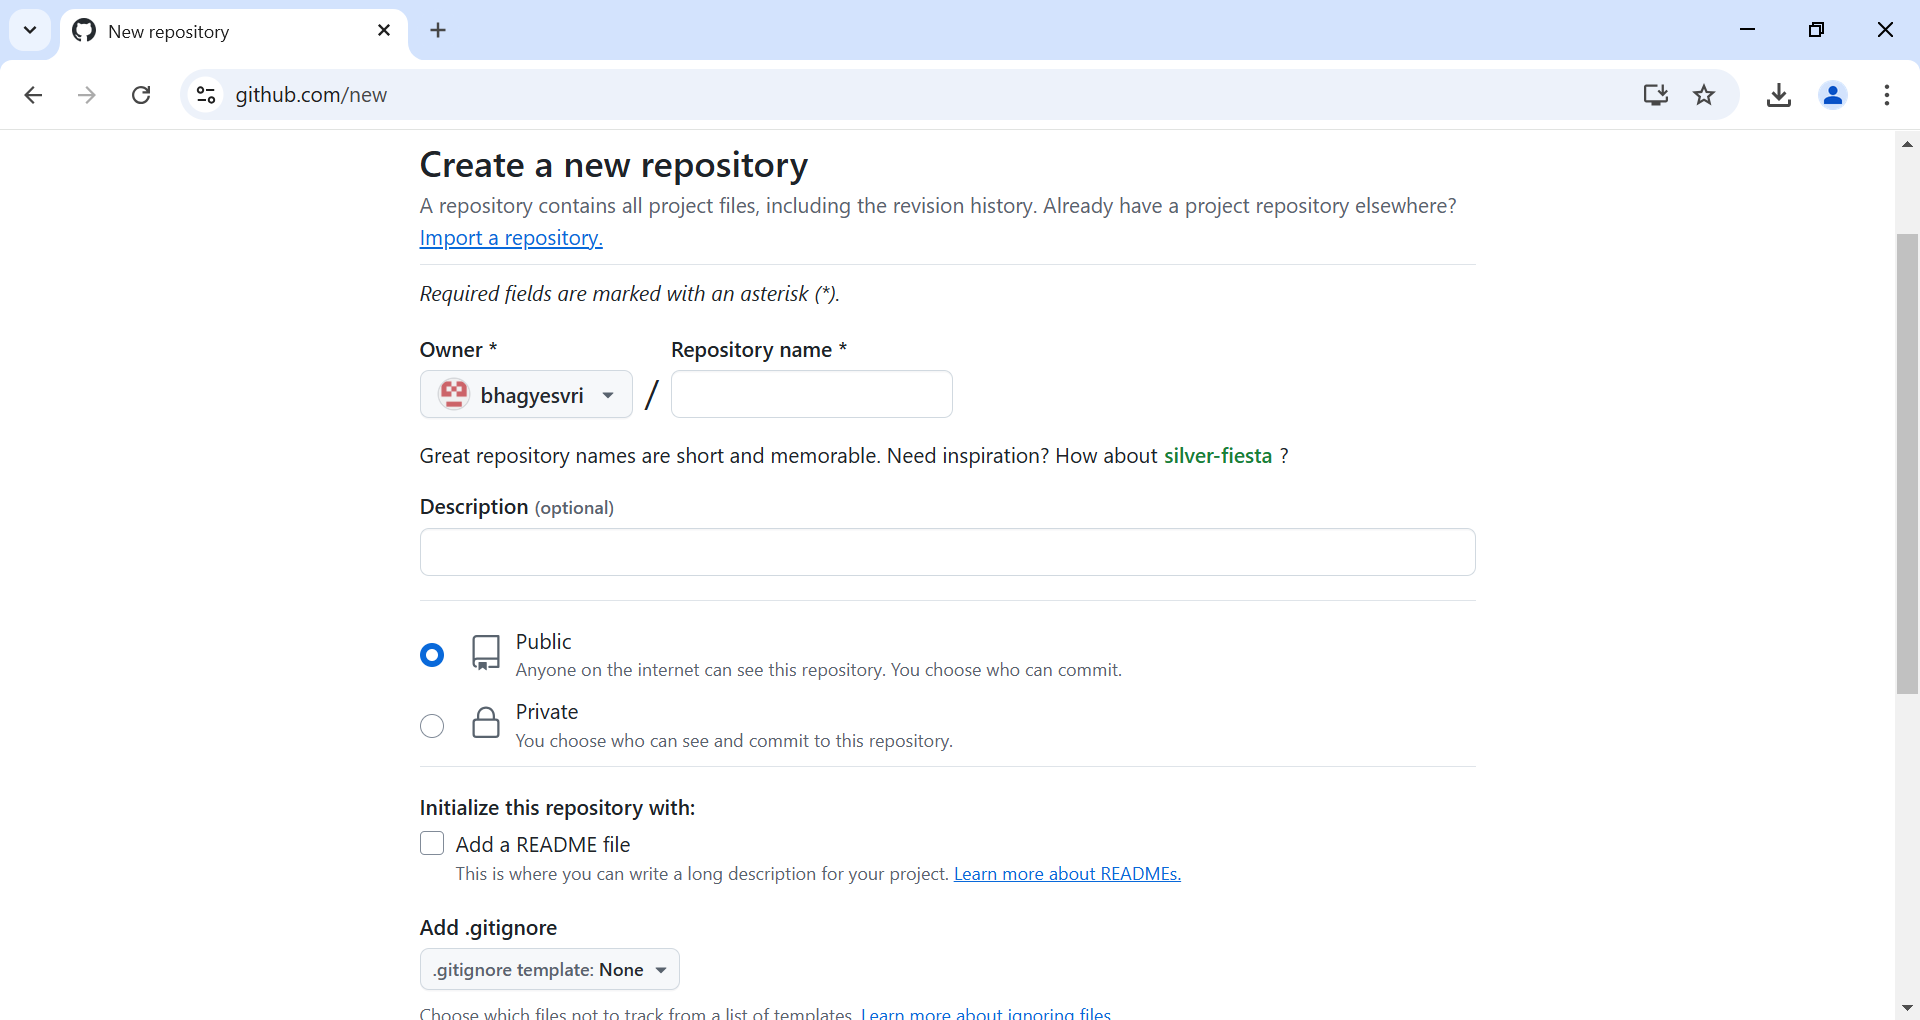 New repository
github.com/new
Create a new repository
A repository contains all project files, including the revision history. Already have a project repository elsewhere?
Import a repository.
Required fields are marked with an asterisk (*).
Owner * Repository name *
bhagyesvri /
Great repository names are short and memorable. Need inspiration? How about silver-fiesta ?
Description (optional)
Public
Anyone on the internet can see this repository. You choose who can commit.
Private
You choose who can see and commit to this repository.
Initialize this repository with:
Add a README file
This is where you can write a long description for your project. Learn more about READMEs.
Add .gitignore
.gitignore template: None
Choose which files not to track from a list of templates. Learn more about ignoring files.